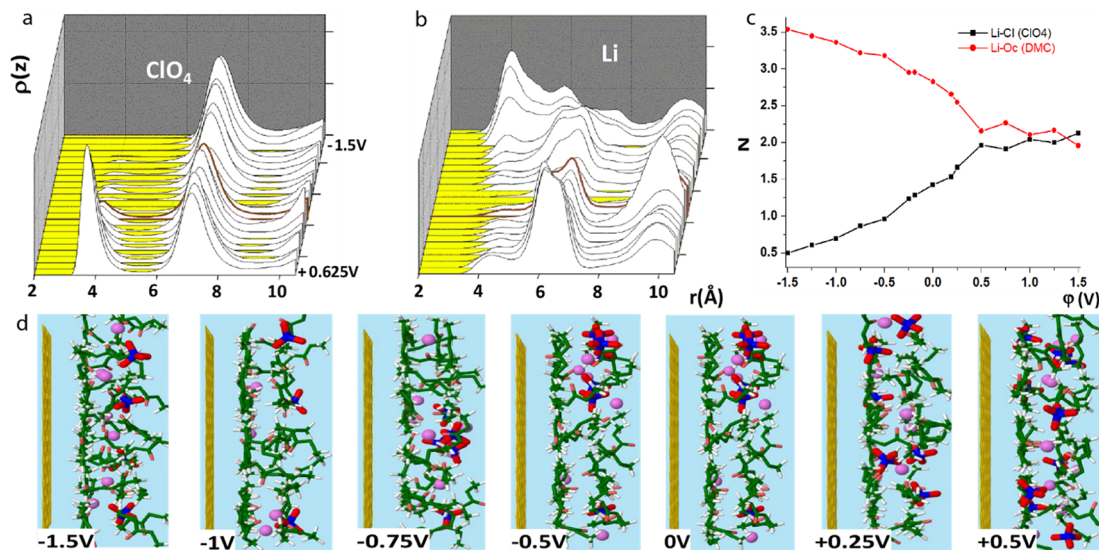 a
ρ(z)
ClO4
-1.5V
+0.625V
2 4 6 8 10
b
Li
2 4 6 8 10 r(Å)
c
Li-Cl (ClO4)
Li-Oc (DMC)
N
3.5
3.0
2.5
2.0
1.5
1.0
0.5
-1.5 -1.0 -0.5 0.0 0.5 1.0 1.5
φ (V)
d
-1.5V -1V -0.75V -0.5V 0V +0.25V +0.5V